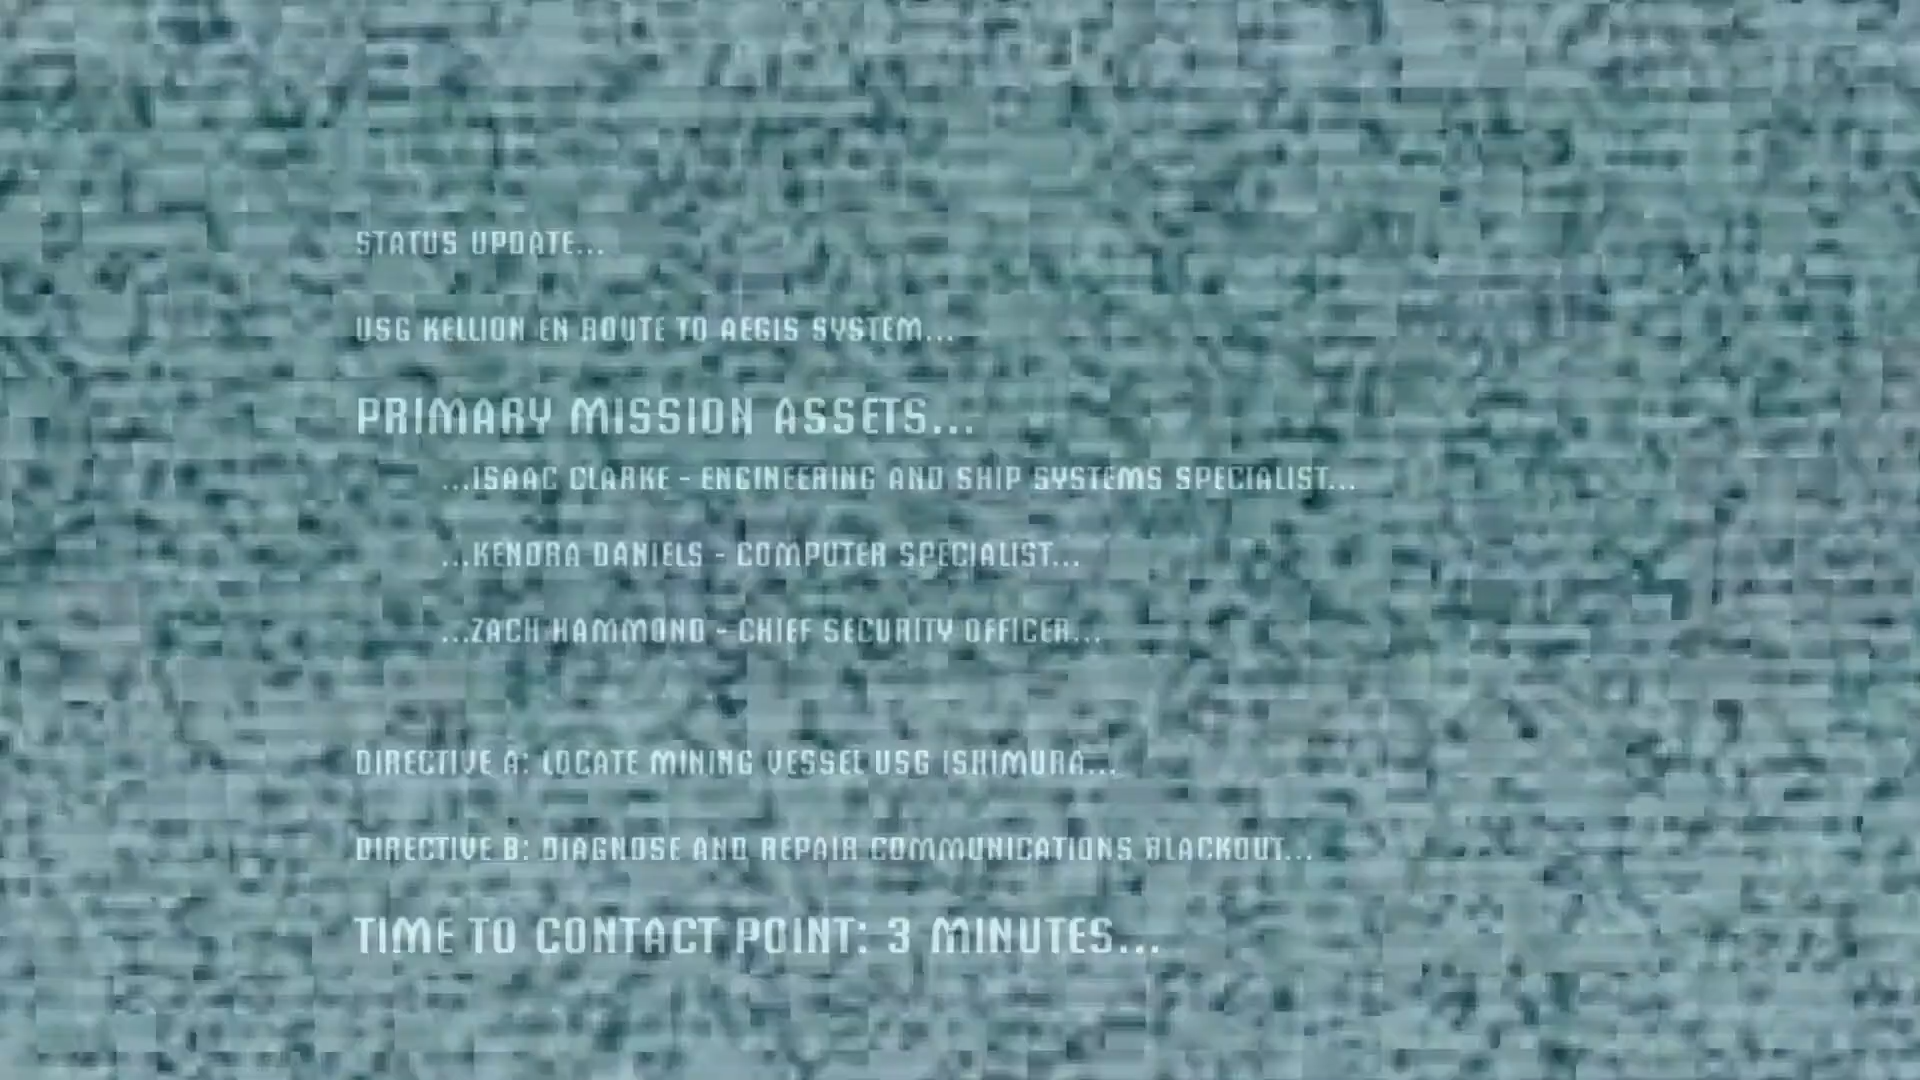 STATUS UPDATE...
USG KELLION EN ROUTE TO AEGIS SYSTEM...
PRIMARY MISSION ASSETS...
...ISAAC CLARKE - ENGINEERING AND SHIP SYSTEMS SPECIALIST...
...KENDRA DANIELS - COMPUTER SPECIALIST...
...ZACH HAMMOND - CHIEF SECURITY OFFICER...
DIRECTIVE A: LOCATE MINING VESSEL USG ISHIMURA...
DIRECTIVE B: DIAGNOSE AND REPAIR COMMUNICATIONS BLACKOUT...
TIME TO CONTACT POINT: 3 MINUTES...